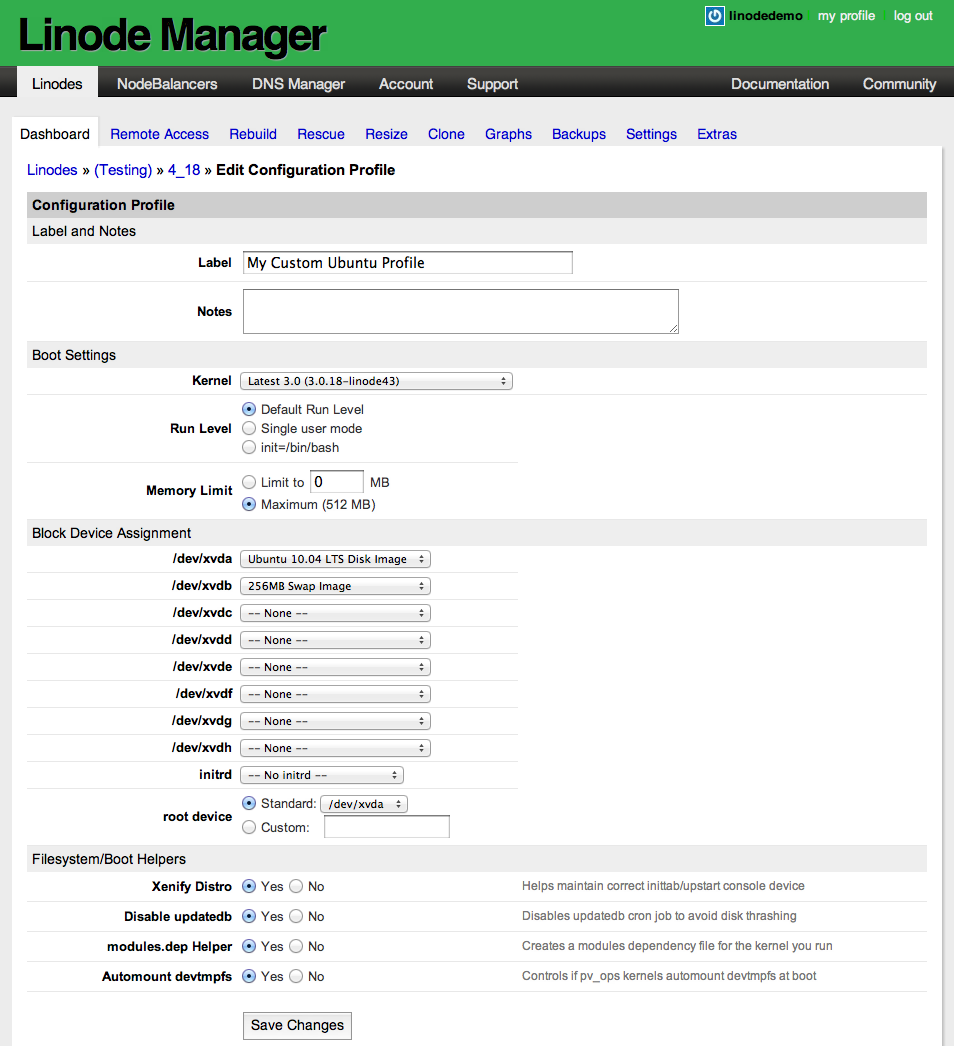 Linode Manager
linodedemo my profile log out
Linodes NodeBalancers DNS Manager Account Support Documentation Community
Dashboard Remote Access Rebuild Rescue Resize Clone Graphs Backups Settings Extras
Linodes » (Testing) » 4_18 » Edit Configuration Profile
Configuration Profile
Label and Notes
Label My Custom Ubuntu Profile
Notes
Boot Settings
Kernel Latest 3.0 (3.0.18-linode43)
Run Level
Default Run Level
Single user mode
init=/bin/bash
Memory Limit
Limit to 0 MB
Maximum (512 MB)
Block Device Assignment
/dev/xvda Ubuntu 10.04 LTS Disk Image
/dev/xvdb 256MB Swap Image
/dev/xvdc -- None --
/dev/xvdd -- None --
/dev/xvde -- None --
/dev/xvdf -- None --
/dev/xvdg -- None --
/dev/xvdh -- None --
initrd -- No initrd --
root device
Standard: /dev/xvda
Custom:
Filesystem/Boot Helpers
Xenify Distro Yes No Helps maintain correct inittab/upstart console device
Disable updatedb Yes No Disables updatedb cron job to avoid disk thrashing
modules.dep Helper Yes No Creates a modules dependency file for the kernel you run
Automount devtmpfs Yes No Controls if pv_ops kernels automount devtmpfs at boot
Save Changes